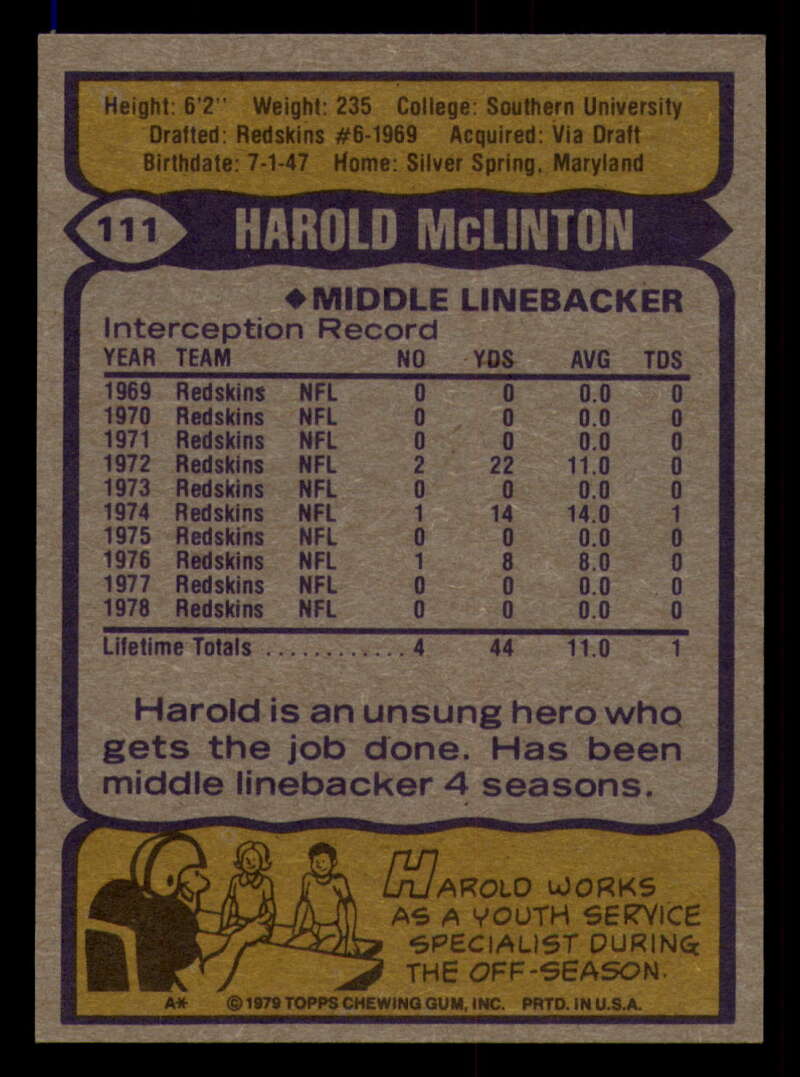 Height: 6'2" Weight: 235 College: Southern University
Drafted: Redskins #6-1969 Acquired: Via Draft
Birthdate: 7-1-47 Home: Silver Spring, Maryland
111 HAROLD McLINTON
◆MIDDLE LINEBACKER
Interception Record
YEAR TEAM NO YDS AVG TDS
1969 Redskins NFL 0 0 0.0 0
1970 Redskins NFL 0 0 0.0 0
1971 Redskins NFL 0 0 0.0 0
1972 Redskins NFL 2 22 11.0 0
1973 Redskins NFL 0 0 0.0 0
1974 Redskins NFL 1 14 14.0 1
1975 Redskins NFL 0 0 0.0 0
1976 Redskins NFL 1 8 8.0 0
1977 Redskins NFL 0 0 0.0 0
1978 Redskins NFL 0 0 0.0 0
Lifetime Totals ............ 4 44 11.0 1
Harold is an unsung hero who
gets the job done. Has been
middle linebacker 4 seasons.
HAROLD WORKS
AS A YOUTH SERVICE
SPECIALIST DURING
THE OFF-SEASON.
A* © 1979 TOPPS CHEWING GUM, INC. PRTD. IN U.S.A.